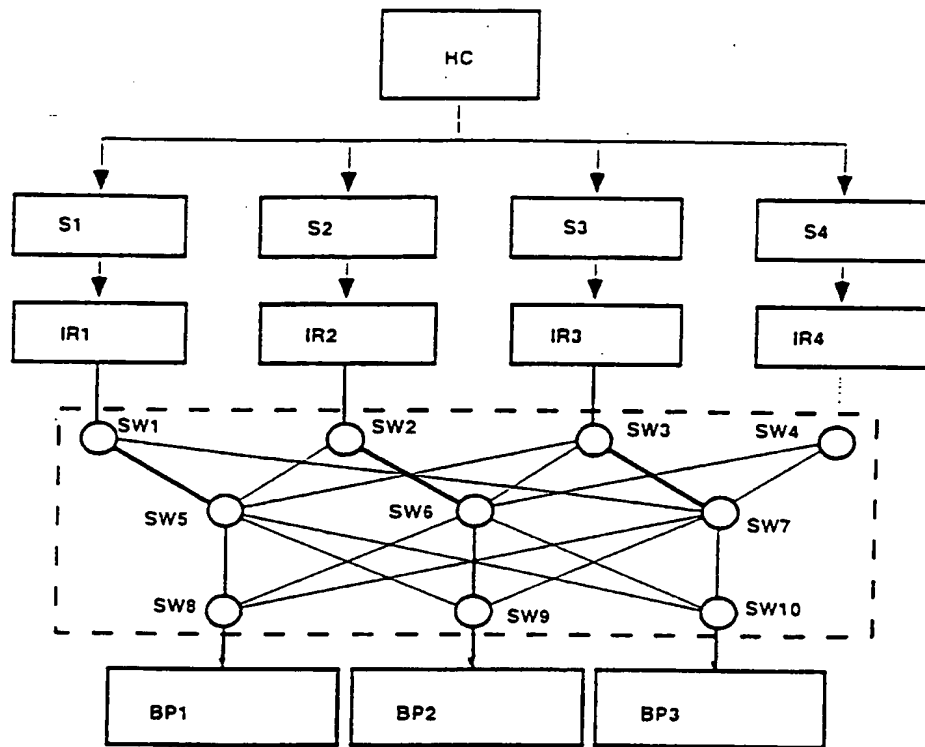 HC
S1 S2 S3 S4
IR1 IR2 IR3 IR4
SW1 SW2 SW3 SW4
SW5 SW6 SW7
SW8 SW9 SW10
BP1 BP2 BP3